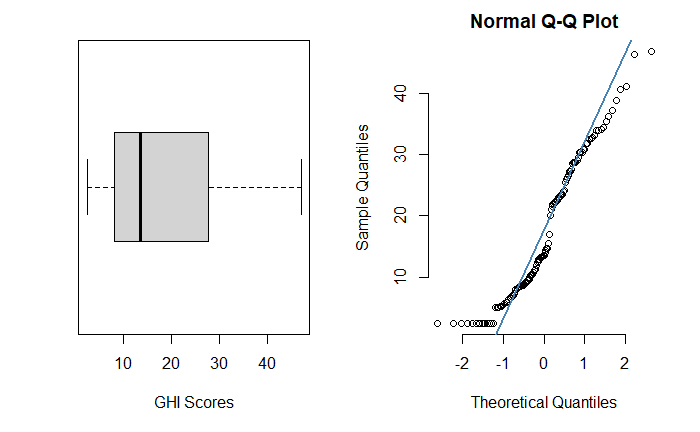 10 20 30 40
GHI Scores
Normal Q-Q Plot
Sample Quantiles
40
30
20
10
-2 -1 0 1 2
Theoretical Quantiles